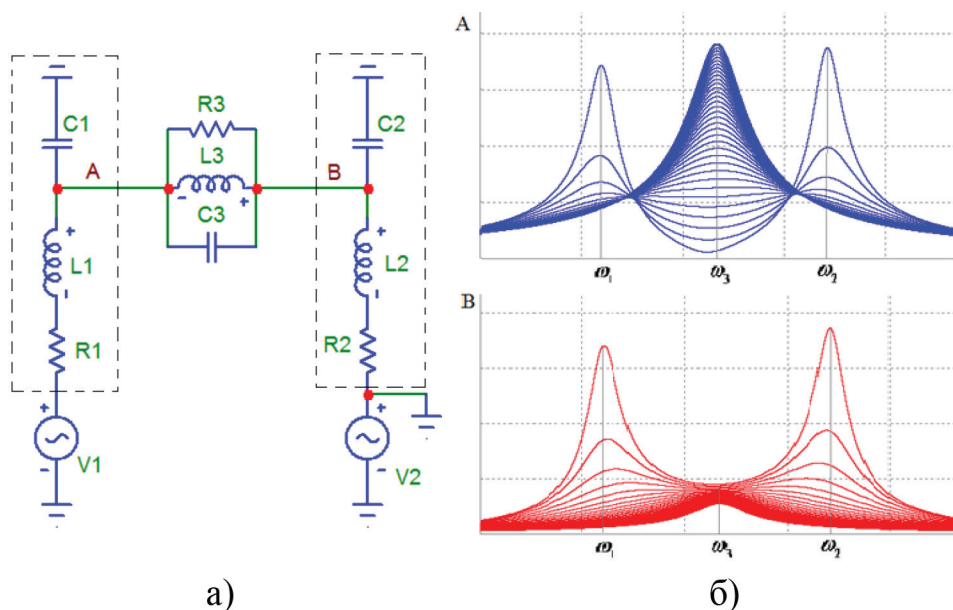 C1
R3
L3
C3
A
B
C2
L1
R1
V1
L2
R2
V2
+
-
+
-
- +
+
-
+
-
A
ω₁ ω₃ ω₂
B
ω₁ ω₃ ω₂
а) б)